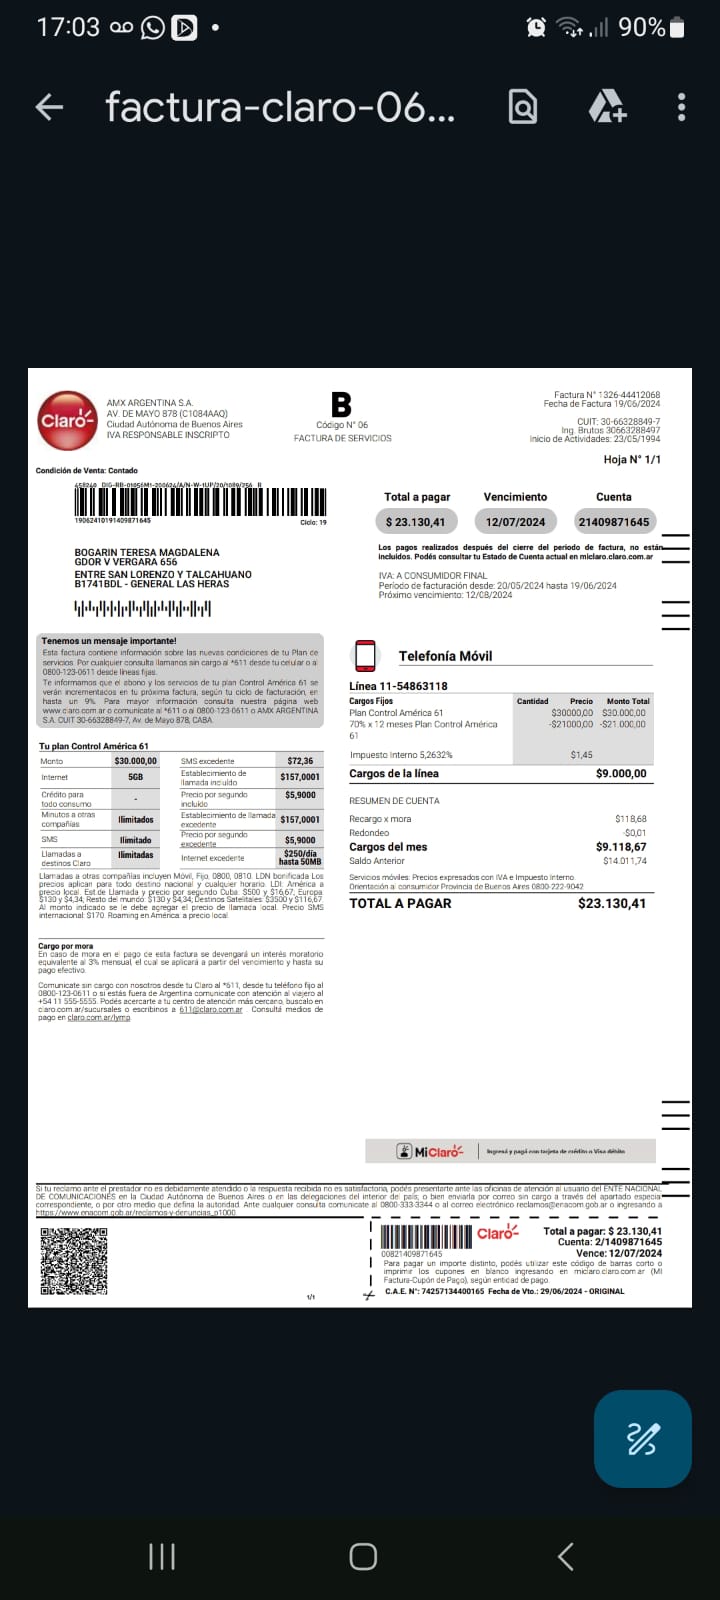 17:03
90%
factura-claro-06...
Claro
AMX ARGENTINA S.A.
AV. DE MAYO 878 (C1084AAQ)
Ciudad Autónoma de Buenos Aires
IVA RESPONSABLE INSCRIPTO
B
Código N° 06
FACTURA DE SERVICIOS
Factura N° 1326-44412068
Fecha de Factura 19/06/2024
CUIT: 30-66328849-7
Ing. Brutos 30663288497
Inicio de Actividades: 23/05/1994
Hoja N° 1/1
Condición de Venta: Contado
1906241019140987 1645
Ciclo: 19
Total a pagar
Vencimiento
Cuenta
$ 23.130,41
12/07/2024
21409871645
Los pagos realizados después del cierre del período de factura, no están
incluidos. Podés consultar tu Estado de Cuenta actual en miclaro.claro.com.ar
BOGARIN TERESA MAGDALENA
GDOR V VERGARA 656
ENTRE SAN LORENZO Y TALCAHUANO
B1741BDL - GENERAL LAS HERAS
IVA: A CONSUMIDOR FINAL
Período de facturación desde: 20/05/2024 hasta 19/06/2024
Próximo vencimiento: 12/08/2024
Tenemos un mensaje importante!
Esta factura contiene información sobre las nuevas condiciones de tu Plan de
servicios. Por cualquier consulta llamanos sin cargo al *611 desde tu celular o al
0800-123-0611 desde líneas fijas.
Te informamos que el abono y los servicios de tu plan Control América 61 se
verán incrementados en tu próxima factura, según tu ciclo de facturación, en
hasta un 9%. Para mayor información consulta nuestra página web
www.claro.com.ar o comunicate al *611 o al 0800-123-0611 o AMX ARGENTINA
S.A. CUIT 30-66328849-7, Av. de Mayo 878, CABA.
Tu plan Control América 61
Monto $30.000,00 SMS excedente $72,36
Internet 5GB Establecimiento de llamada incluído $157,0001
Crédito para todo consumo - Precio por segundo incluido $5,9000
Minutos a otras compañías Ilimitados Establecimiento de llamada excedente $157,0001
SMS Ilimitado Precio por segundo excedente $5,9000
Llamadas a destinos Claro Ilimitadas Internet excedente $250/día hasta 50MB
Llamadas a otras compañías incluyen Móvil, Fijo, 0800, 0810. LDN bonificada Los
precios aplican para todo destino nacional y cualquier horario. LDI: América a
precio local. Est.de Llamada y precio por segundo Cuba: $500 y $16,67; Europa:
$130 y $4,34; Resto del mundo: $130 y $4,34; Destinos Satelitales: $3500 y $116,67.
Al monto indicado se le debe agregar el precio de llamada local. Precio SMS
internacional: $170. Roaming en América: a precio local.
Cargo por mora
En caso de mora en el pago de esta factura se devengará un interés moratorio
equivalente al 3% mensual, el cual se aplicará a partir del vencimiento y hasta su
pago efectivo.
Comunicate sin cargo con nosotros desde tu Claro al *611, desde tu teléfono fijo al
0800-123-0611 o si estás fuera de Argentina comunicate con atención al viajero al
+54 11 555-5555. Podés acercarte a tu centro de atención más cercano, buscalo en
claro.com.ar/sucursales o escribinos a 611@claro.com.ar . Consultá medios de
pago en claro.com.ar/lymp.
Telefonía Móvil
Línea 11-54863118
Cargos Fijos Cantidad Precio Monto Total
Plan Control América 61 $30000,00 $30.000,00
70% x 12 meses Plan Control América -$21000,00 -$21.000,00
61
Impuesto Interno 5,2632% $1,45
Cargos de la línea $9.000,00
RESUMEN DE CUENTA
Recargo x mora $118,68
Redondeo -$0,01
Cargos del mes $9.118,67
Saldo Anterior $14.011,74
Servicios móviles: Precios expresados con IVA e Impuesto Interno.
Orientación al consumidor Provincia de Buenos Aires 0800-222-9042
TOTAL A PAGAR $23.130,41
MiClaro
Ingresá y pagá con tarjeta de crédito o Visa débito
Si tu reclamo ante el prestador no es debidamente atendido o la respuesta recibida no es satisfactoria, podés presentarte ante las oficinas de atención al usuario del ENTE NACIONAL
DE COMUNICACIONES en la Ciudad Autónoma de Buenos Aires o en las delegaciones del interior del país; o bien enviarla por correo sin cargo a través del apartado especial
correspondiente, o por otro medio que defina la autoridad. Ante cualquier consulta comunicate al 0800-333-3344 o al correo electrónico reclamos@enacom.gob.ar o ingresando a
https://www.enacom.gob.ar/reclamos-y-denuncias_p1000.
Claro
00821409871645
Total a pagar: $ 23.130,41
Cuenta: 2/1409871645
Vence: 12/07/2024
Para pagar un importe distinto, podés utilizar este código de barras corto o
imprimir los cupones en blanco ingresando en miclaro.claro.com.ar (Mi
Factura-Cupón de Pago), según entidad de pago.
C.A.E. N°: 74257134400165 Fecha de Vto.: 29/06/2024 - ORIGINAL
1/1